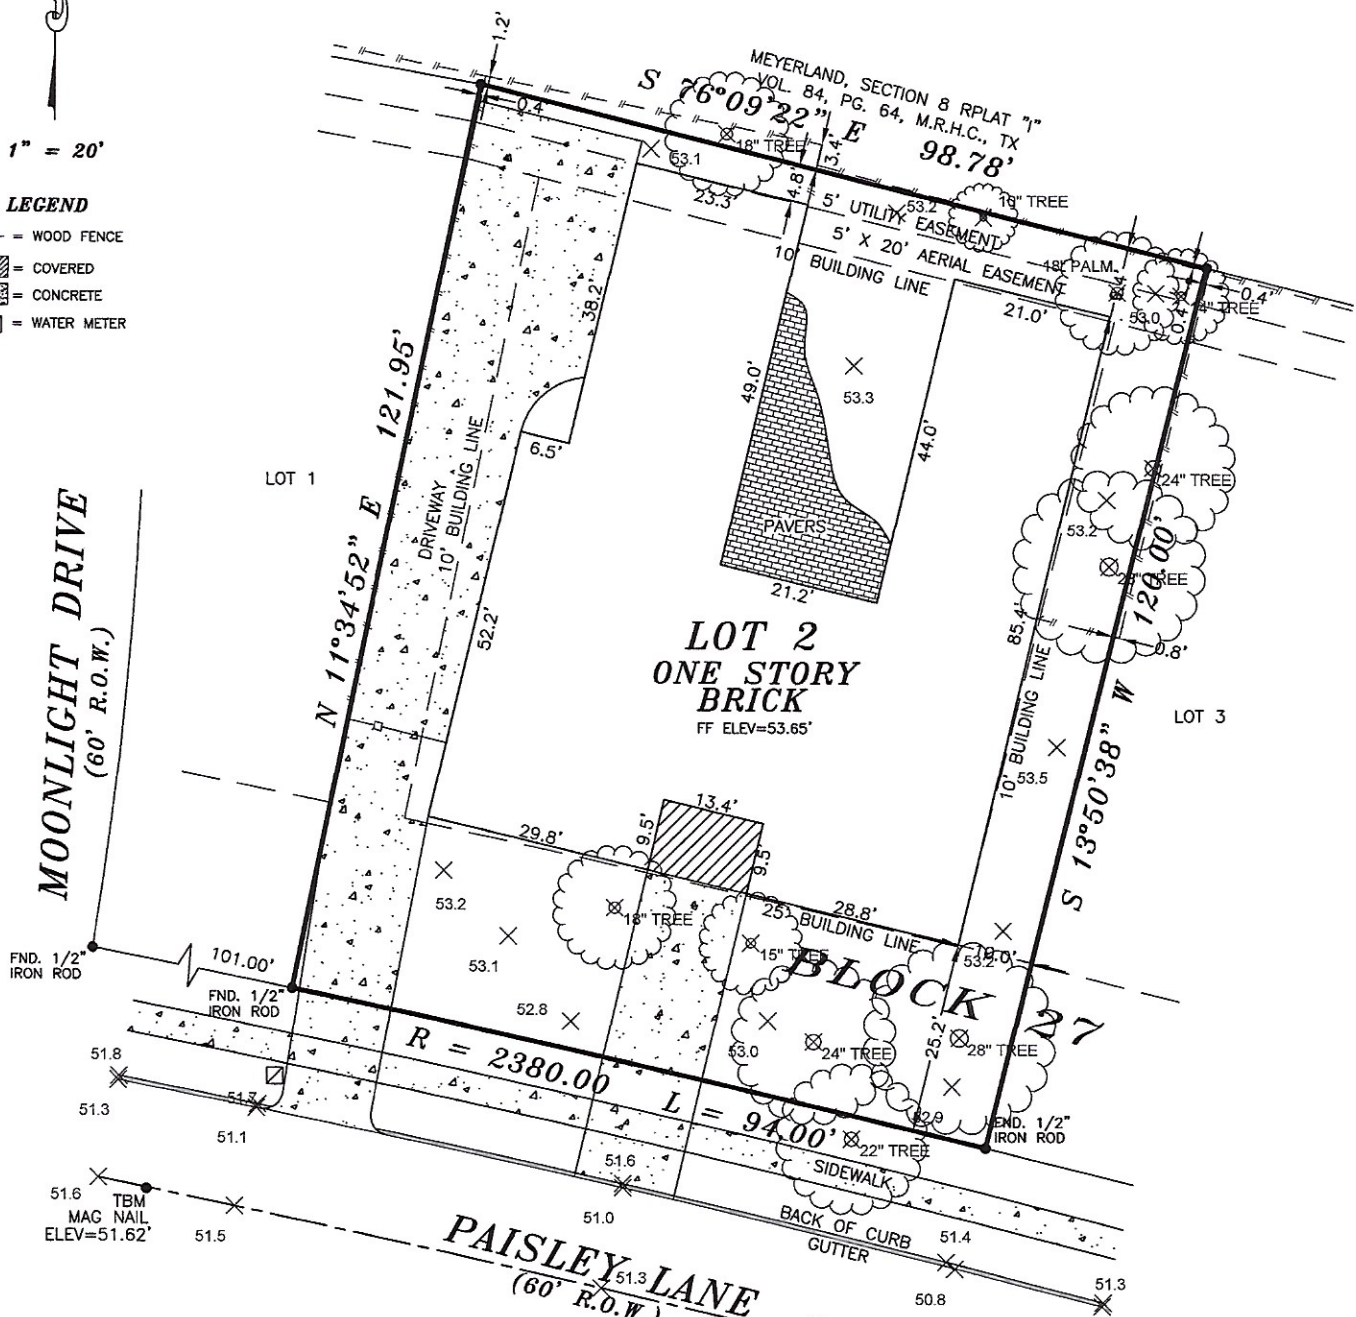 1" = 20'
LEGEND
= WOOD FENCE
= COVERED
= CONCRETE
= WATER METER
1.2'
0.4'
MEYERLAND, SECTION 8 RPLAT "I"
VOL. 84, PG. 64, M.R.H.C., TX
S 76°09'22" E 98.78'
18" TREE
53.1
3.4'
4.8'
23.3'
53.2
10" TREE
5' UTILITY EASEMENT
5' X 20' AERIAL EASEMENT
10' BUILDING LINE
18' PALM
53.0
0.4'
0.4'
21.0'
38.2'
49.0'
53.3
44.0'
6.5'
121.95'
N 11°34'52" E
DRIVEWAY
10' BUILDING LINE
52.2'
LOT 1
MOONLIGHT DRIVE
(60' R.O.W.)
PAVERS
21.2'
LOT 2
ONE STORY
BRICK
FF ELEV=53.65'
24" TREE
53.2
TREE
120.00'
S 13°50'38" W
0.8'
85.4'
10' BUILDING LINE
53.5
LOT 3
13.4'
9.5'
9.5'
29.8'
28.8'
25' BUILDING LINE
18" TREE
15" TREE
53.2
53.1
52.8
53.0
53.2
BLOCK 27
24" TREE
28" TREE
25.2'
52.9
22" TREE
FND. 1/2"
IRON ROD
101.00'
FND. 1/2"
IRON ROD
FND. 1/2"
IRON ROD
R = 2380.00 L = 94.00'
SIDEWALK
BACK OF CURB
GUTTER
51.8
51.3
51.1
51.6
51.0
51.4
50.8
51.3
51.6
TBM
MAG NAIL
ELEV=51.62'
51.5
51.3
PAISLEY LANE
(60' R.O.W.)